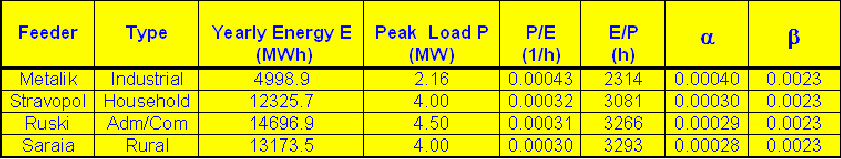 Feeder Type Yearly Energy E (MWh) Peak Load P (MW) P/E (1/h) E/P (h) α β
Metalik Industrial 4998.9 2.16 0.00043 2314 0.00040 0.0023
Stravopol Household 12325.7 4.00 0.00032 3081 0.00030 0.0023
Ruski Adm/Com 14696.9 4.50 0.00031 3266 0.00029 0.0023
Saraia Rural 13173.5 4.00 0.00030 3293 0.00028 0.0023